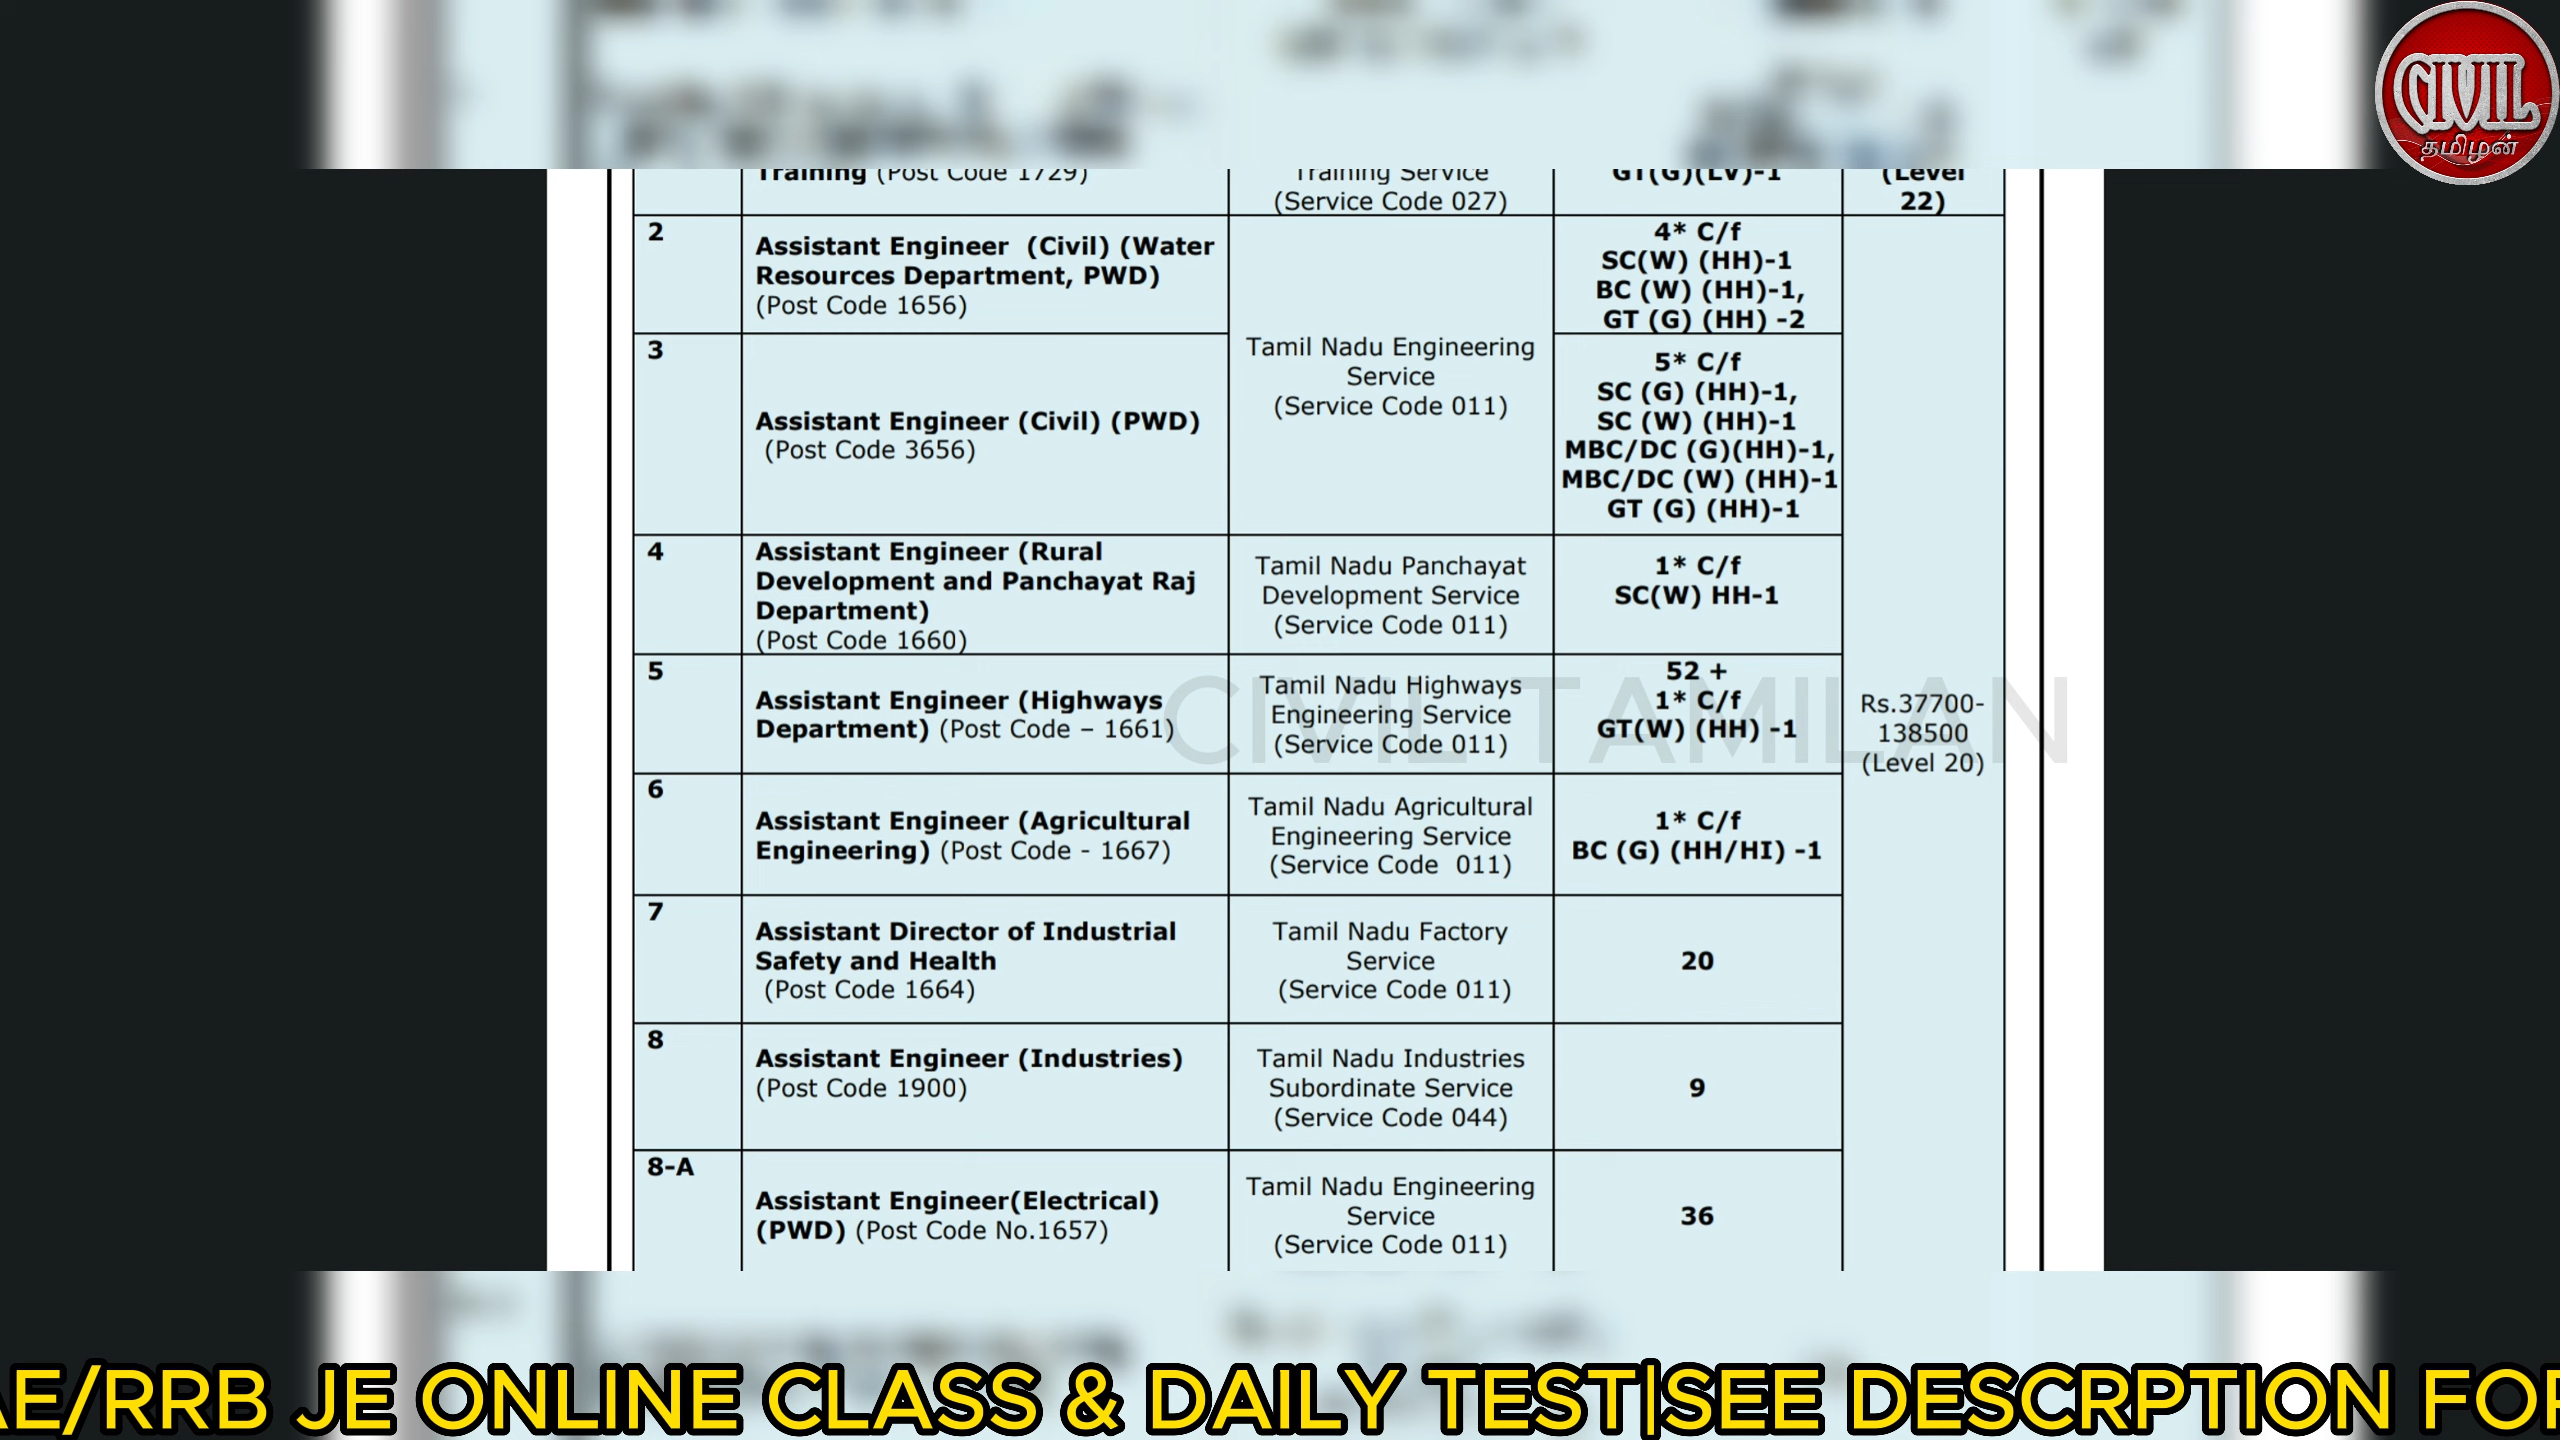 CIVIL
தமிழன்
Training (Post Code 1729)
Training Service
(Service Code 027)
GT(G)(LV)-1
(Level
22)
2
Assistant Engineer (Civil) (Water
Resources Department, PWD)
(Post Code 1656)
Tamil Nadu Engineering
Service
(Service Code 011)
4* C/f
SC(W) (HH)-1
BC (W) (HH)-1,
GT (G) (HH) -2
3
Assistant Engineer (Civil) (PWD)
(Post Code 3656)
5* C/f
SC (G) (HH)-1,
SC (W) (HH)-1
MBC/DC (G)(HH)-1,
MBC/DC (W) (HH)-1
GT (G) (HH)-1
4
Assistant Engineer (Rural
Development and Panchayat Raj
Department)
(Post Code 1660)
Tamil Nadu Panchayat
Development Service
(Service Code 011)
1* C/f
SC(W) HH-1
5
Assistant Engineer (Highways
Department) (Post Code – 1661)
Tamil Nadu Highways
Engineering Service
(Service Code 011)
52 +
1* C/f
GT(W) (HH) -1
Rs.37700-
138500
(Level 20)
CIVIL TAMILAN
6
Assistant Engineer (Agricultural
Engineering) (Post Code - 1667)
Tamil Nadu Agricultural
Engineering Service
(Service Code 011)
1* C/f
BC (G) (HH/HI) -1
7
Assistant Director of Industrial
Safety and Health
(Post Code 1664)
Tamil Nadu Factory
Service
(Service Code 011)
20
8
Assistant Engineer (Industries)
(Post Code 1900)
Tamil Nadu Industries
Subordinate Service
(Service Code 044)
9
8-A
Assistant Engineer(Electrical)
(PWD) (Post Code No.1657)
Tamil Nadu Engineering
Service
(Service Code 011)
36
AE/RRB JE ONLINE CLASS & DAILY TEST|SEE DESCRPTION FOR